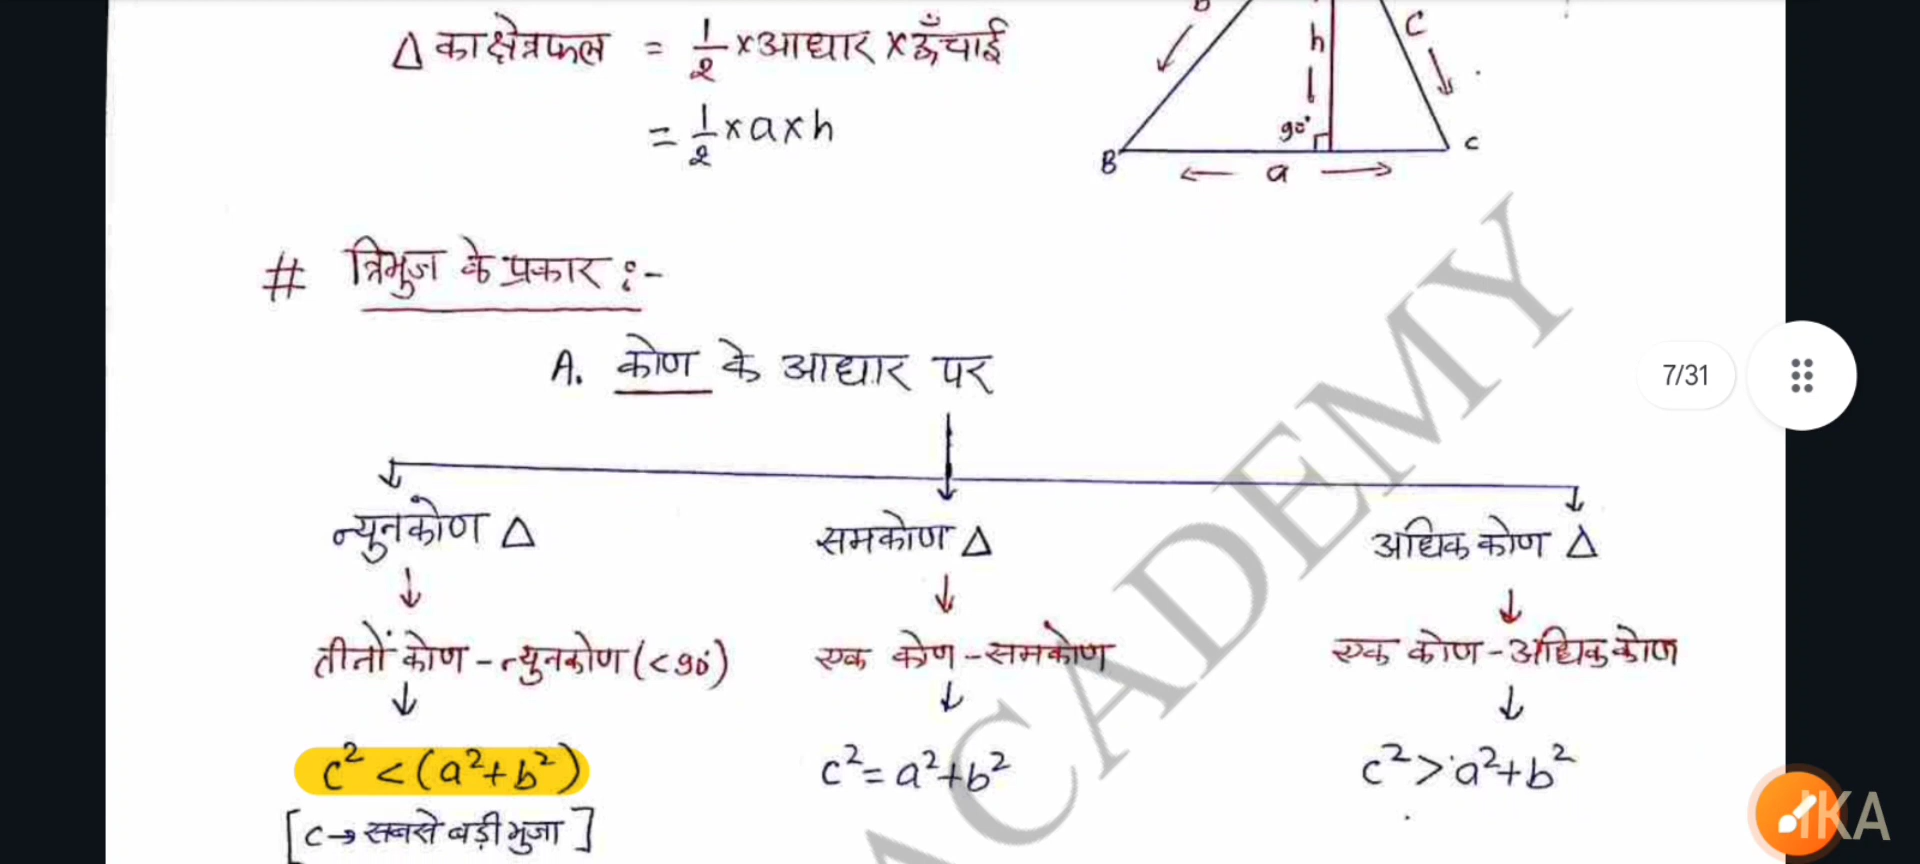 Δ का क्षेत्रफल = 1/2 × आधार × ऊँचाई
= 1/2 × a × h
b
h
c
90°
B
C
a
# त्रिभुज के प्रकार :-
A. कोण के आधार पर
7/31
न्युनकोण Δ
समकोण Δ
अधिक कोण Δ
तीनों कोण - न्युनकोण (< 90°)
एक कोण - समकोण
एक कोण - अधिक कोण
c² < (a² + b²)
c² = a² + b²
c² > a² + b²
[c → सबसे बड़ी भुजा]
ACADEMY
KA